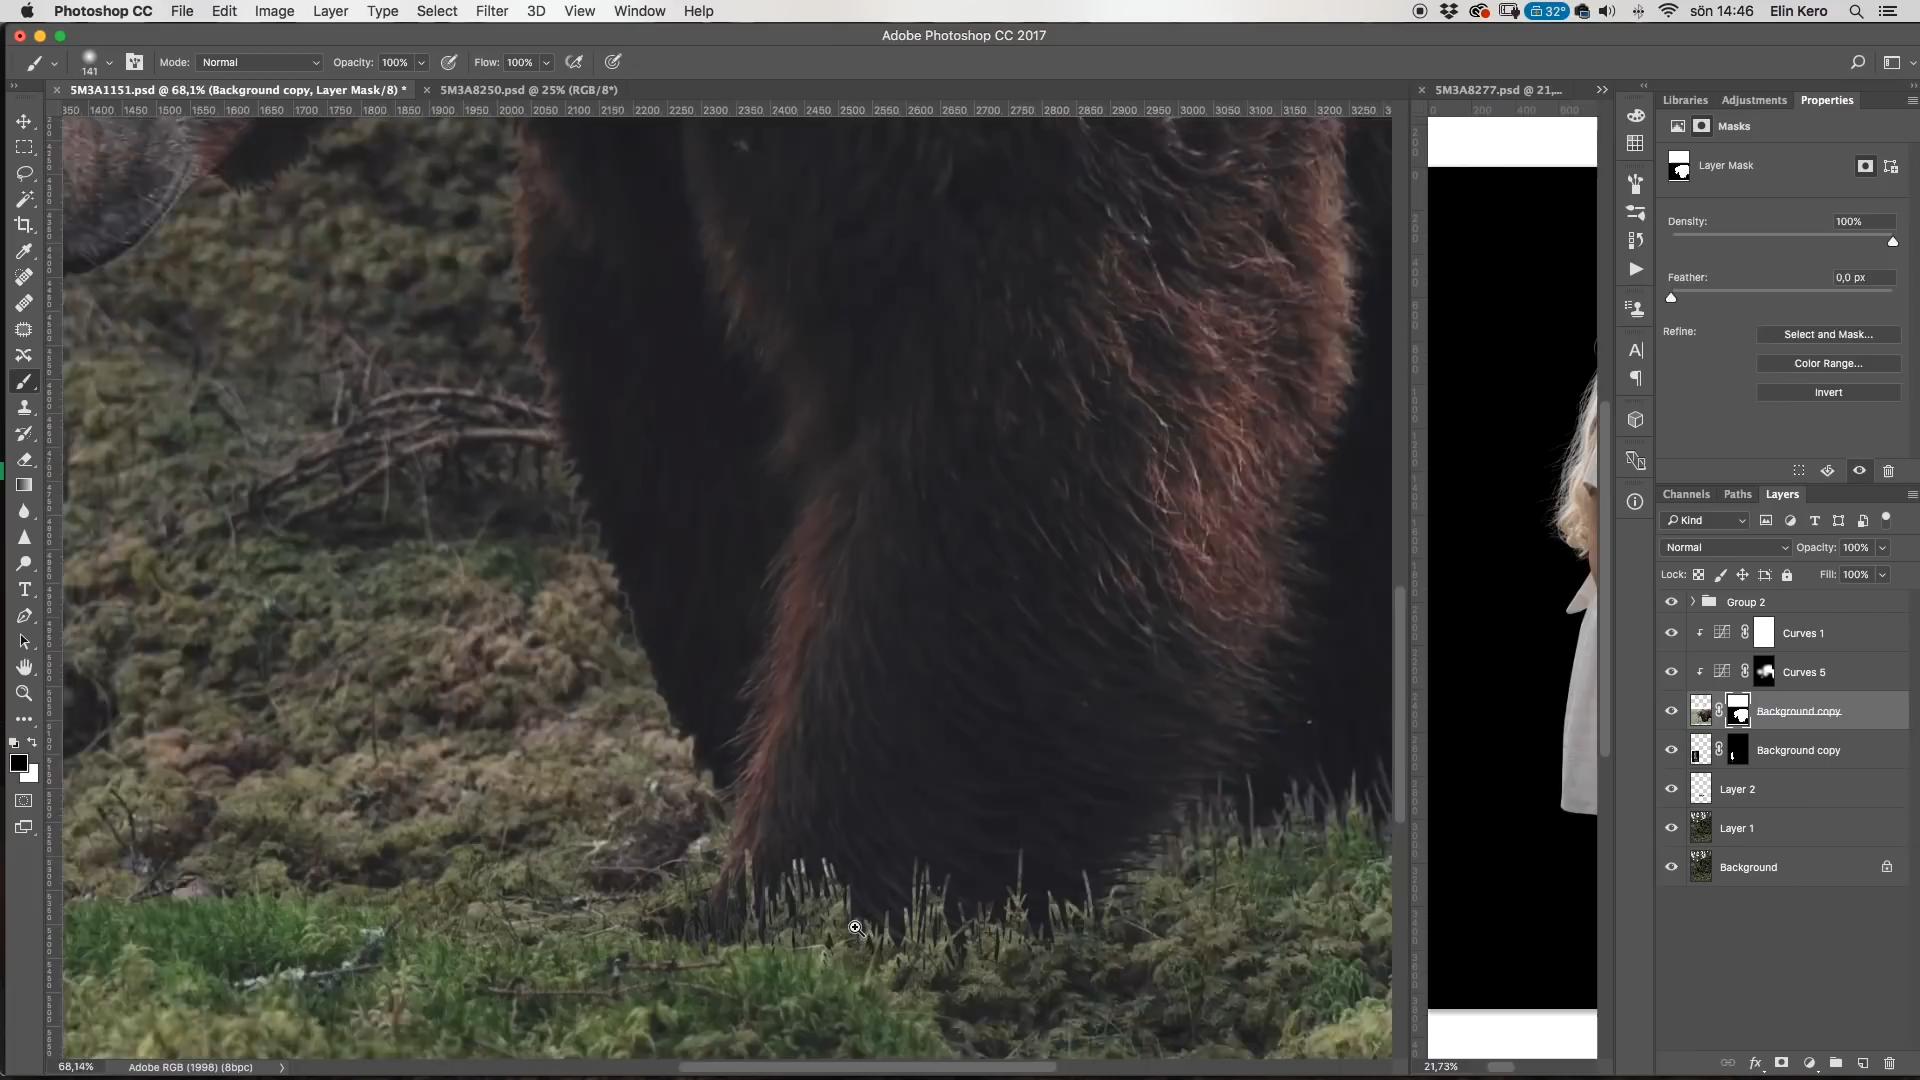 Photoshop CC File Edit Image Layer Type Select Filter 3D View Window Help 32° sön 14:46 Elin Kero
Adobe Photoshop CC 2017
141 Mode: Normal Opacity: 100% Flow: 100%
5M3A1151.psd @ 68,1% (Background copy, Layer Mask/8) * 5M3A8250.psd @ 25% (RGB/8*) 5M3A8277.psd @ 21,...
350 1400 1450 1500 1550 1600 1650 1700 1750 1800 1850 1900 1950 2000 2050 2100 2150 2200 2250 2300 2350 2400 2450 2500 2550 2600 2650 2700 2750 2800 2850 2900 2950 3000 3050 3100 3150 3200 3250 3
0 200 400 600
Libraries Adjustments Properties
Masks
Layer Mask
Density: 100%
Feather: 0,0 px
Refine: Select and Mask...
Color Range...
Invert
Channels Paths Layers
Kind
Normal Opacity: 100%
Lock: Fill: 100%
Group 2
Curves 1
Curves 5
Background copy
Background copy
Layer 2
Layer 1
Background
68,14% Adobe RGB (1998) (8bpc)
21,73%